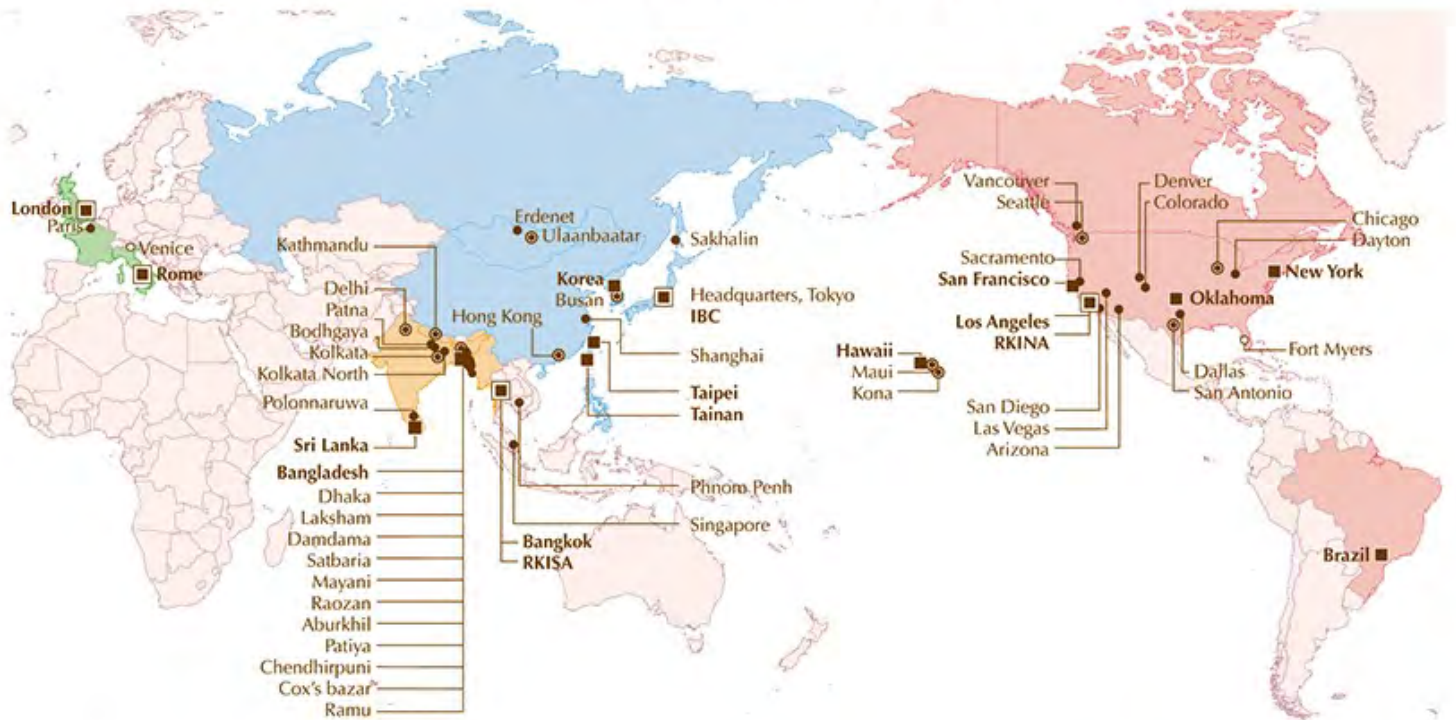 London
Paris
Venice
Rome
Kathmandu
Delhi
Patna
Bodhgaya
Kolkata
Kolkata North
Polonnaruwa
Sri Lanka
Bangladesh
Dhaka
Laksham
Damdama
Satbaria
Mayani
Raozan
Aburkhil
Patiya
Chendhirpuni
Cox's bazar
Ramu
Erdenet
Ulaanbaatar
Sakhalin
Korea
Busan
Headquarters, Tokyo
IBC
Hong Kong
Shanghai
Taipei
Tainan
Phnom Penh
Singapore
Bangkok
RKISA
Hawaii
Maui
Kona
Vancouver
Seattle
Denver
Colorado
Chicago
Dayton
Sacramento
San Francisco
New York
Oklahoma
Los Angeles
RKINA
Fort Myers
Dallas
San Antonio
San Diego
Las Vegas
Arizona
Brazil